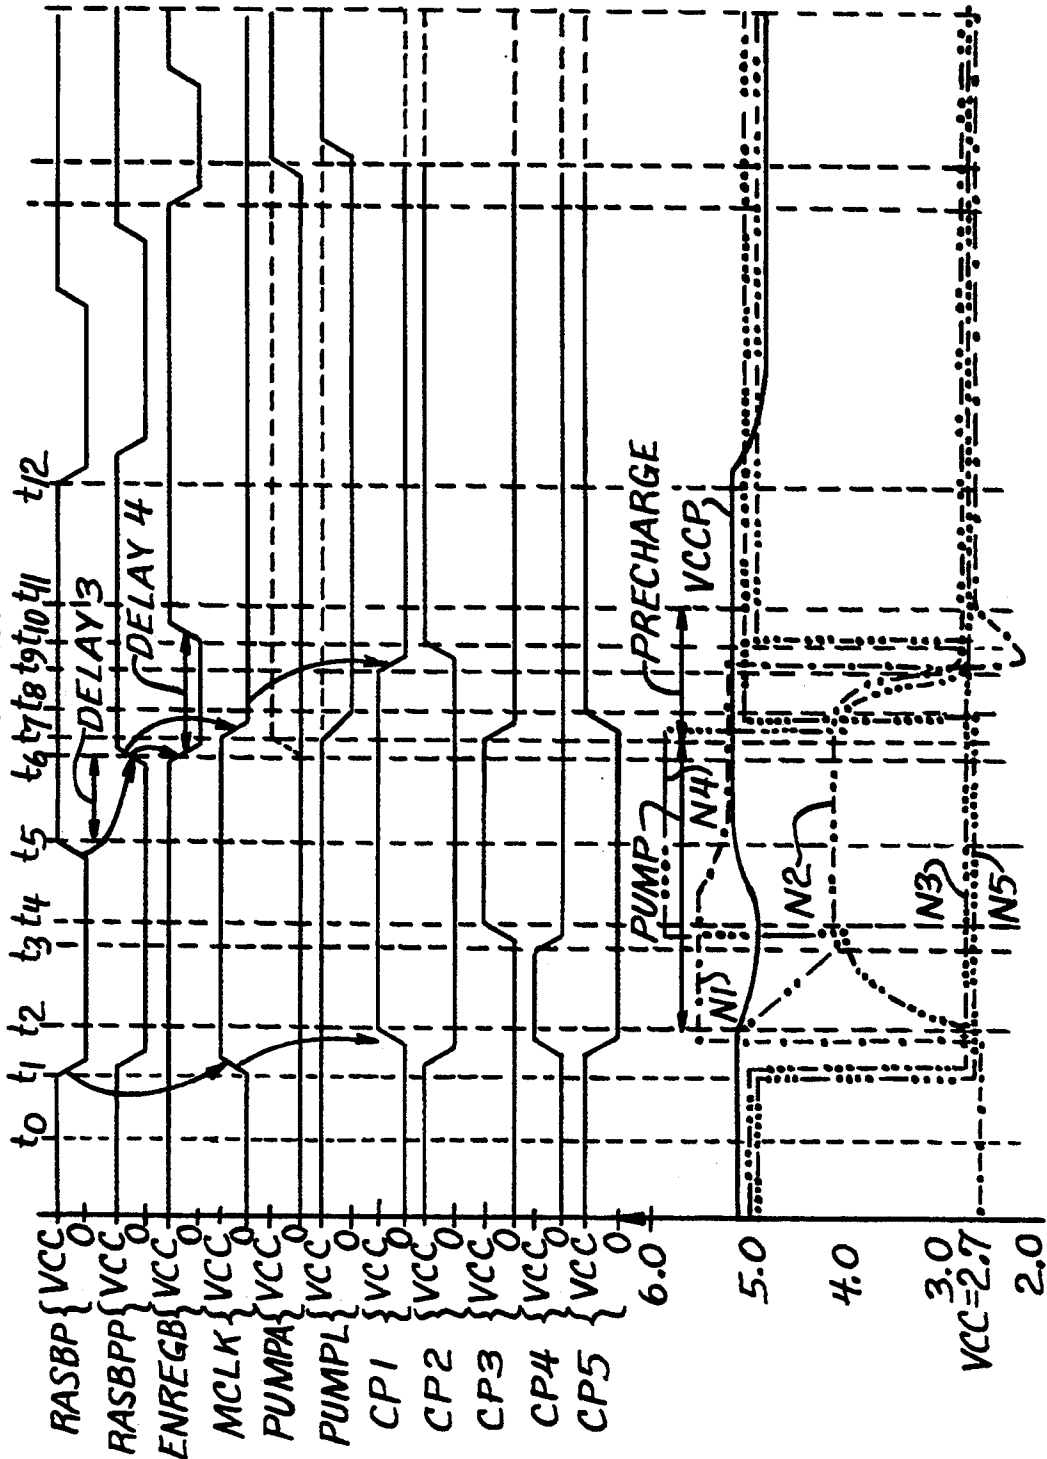 t0 t1 t2 t3 t4 t5 t6 t7 t8 t9 t10 t11 t12
RASBP { VCC 0
DELAY 3
RASBPP { VCC 0
DELAY 4
ENREGB { VCC 0
MCLK { VCC 0
PUMPA { VCC 0
PUMPL { VCC 0
CP1 { VCC 0
CP2 { VCC 0
CP3 { VCC 0
CP4 { VCC 0
CP5 { VCC 0
6.0
PUMP PRECHARGE
N1 N4 VCCP
5.0
N2
4.0
N3
3.0
VCC=2.7
N5
2.0